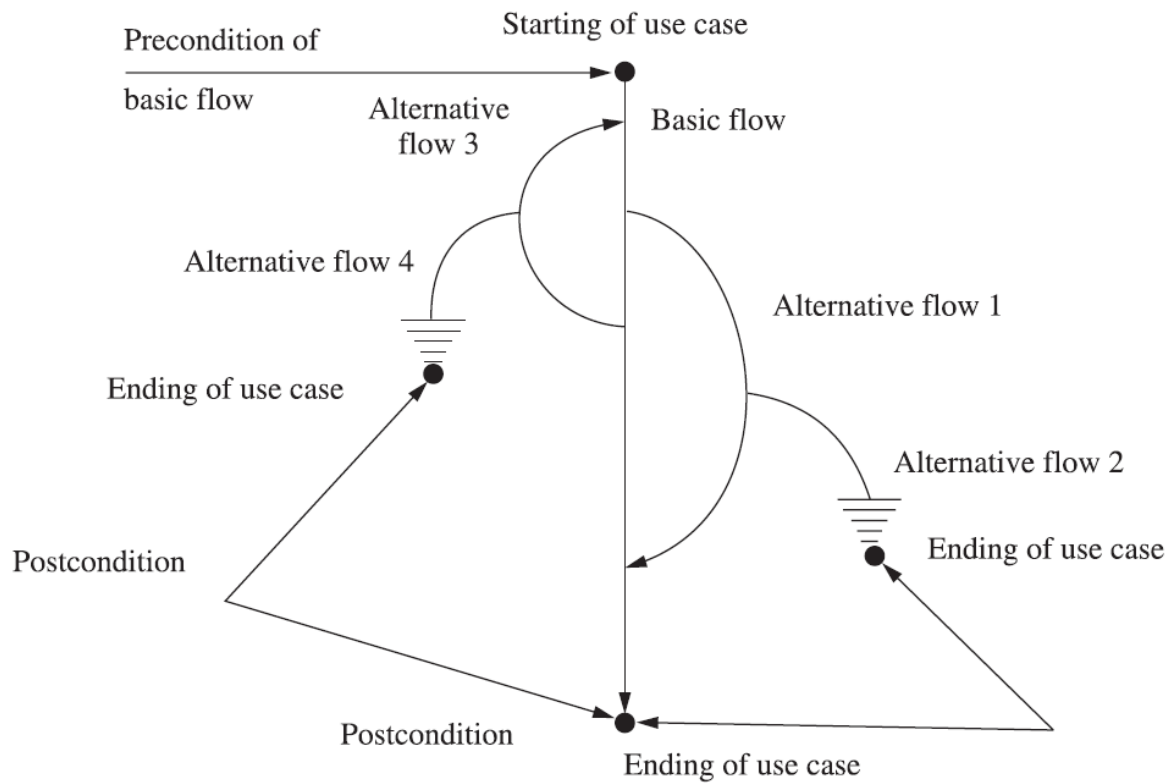 Starting of use case
Precondition of
basic flow
Alternative
flow 3
Basic flow
Alternative flow 4
Alternative flow 1
Ending of use case
Alternative flow 2
Ending of use case
Postcondition
Postcondition
Ending of use case